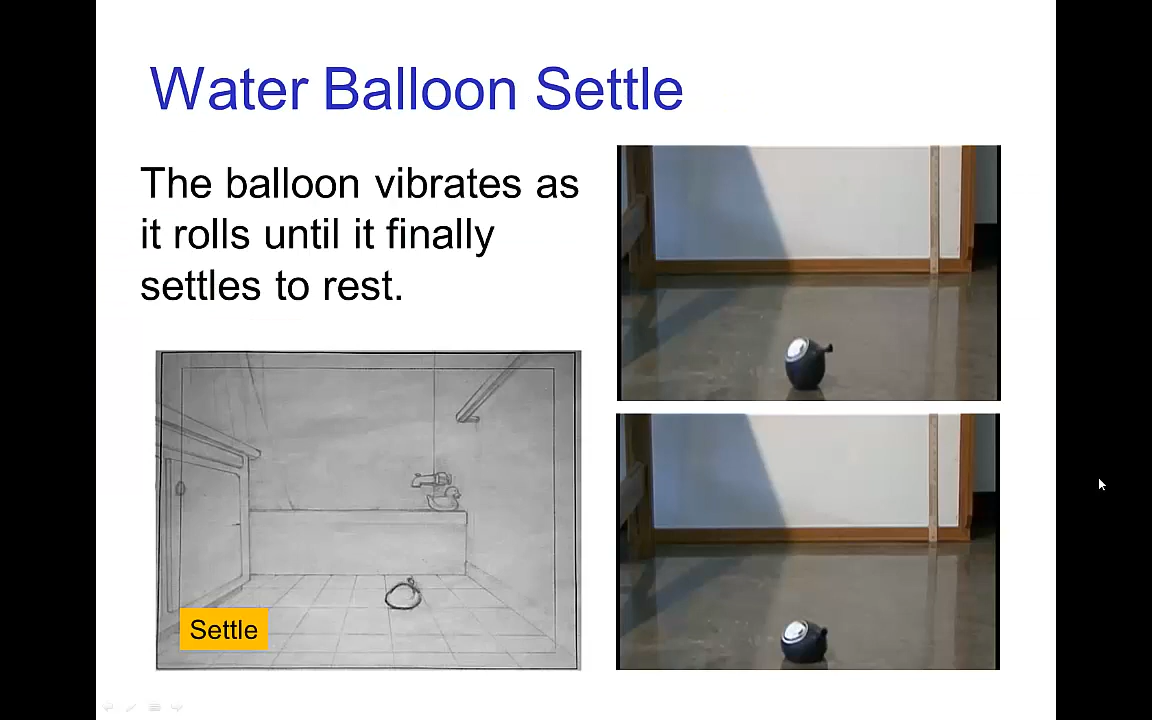 Water Balloon Settle
The balloon vibrates as
it rolls until it finally
settles to rest.
Settle